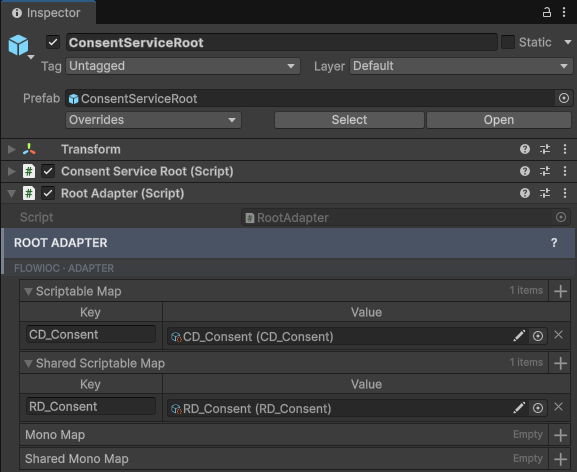 Inspector
ConsentServiceRoot Static
Tag Untagged Layer Default
Prefab ConsentServiceRoot
Overrides Select Open
Transform
# Consent Service Root (Script)
# Root Adapter (Script)
Script # RootAdapter
ROOT ADAPTER ?
FLOWIOC · ADAPTER
Scriptable Map 1 items
Key Value
CD_Consent CD_Consent (CD_Consent)
Shared Scriptable Map 1 items
Key Value
RD_Consent RD_Consent (RD_Consent)
Mono Map Empty
Shared Mono Map Empty